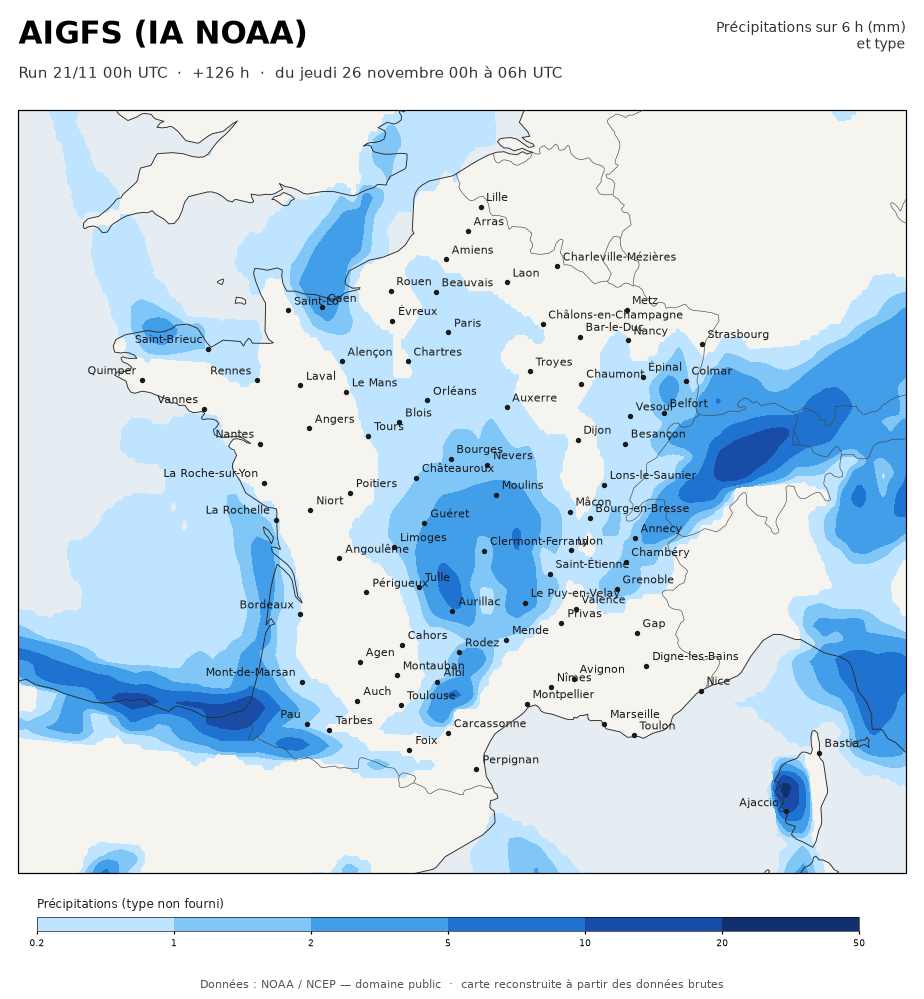 AIGFS (IA NOAA)
Précipitations sur 6 h (mm)
et type
Run 21/11 00h UTC · +126 h · du jeudi 26 novembre 00h à 06h UTC
Lille
Arras
Amiens
Charleville-Mézières
Laon
Rouen
Beauvais
Saint-Lô
Caen
Metz
Évreux
Châlons-en-Champagne
Paris
Bar-le-Duc
Nancy
Strasbourg
Saint-Brieuc
Alençon
Chartres
Troyes
Quimper
Rennes
Laval
Le Mans
Chaumont
Épinal
Colmar
Vannes
Orléans
Auxerre
Vesoul
Belfort
Angers
Blois
Tours
Nantes
Dijon
Besançon
Bourges
Nevers
La Roche-sur-Yon
Châteauroux
Lons-le-Saunier
Poitiers
Moulins
Niort
La Rochelle
Mâcon
Bourg-en-Bresse
Guéret
Annecy
Limoges
Clermont-Ferrand
Lyon
Angoulême
Chambéry
Saint-Étienne
Périgueux
Tulle
Grenoble
Le Puy-en-Velay
Valence
Bordeaux
Aurillac
Privas
Mende
Gap
Cahors
Rodez
Agen
Digne-les-Bains
Mont-de-Marsan
Montauban
Albi
Avignon
Nîmes
Nice
Auch
Toulouse
Montpellier
Pau
Tarbes
Marseille
Toulon
Carcassonne
Foix
Bastia
Perpignan
Ajaccio
Précipitations (type non fourni)
0.2 1 2 5 10 20 50
Données : NOAA / NCEP — domaine public · carte reconstruite à partir des données brutes